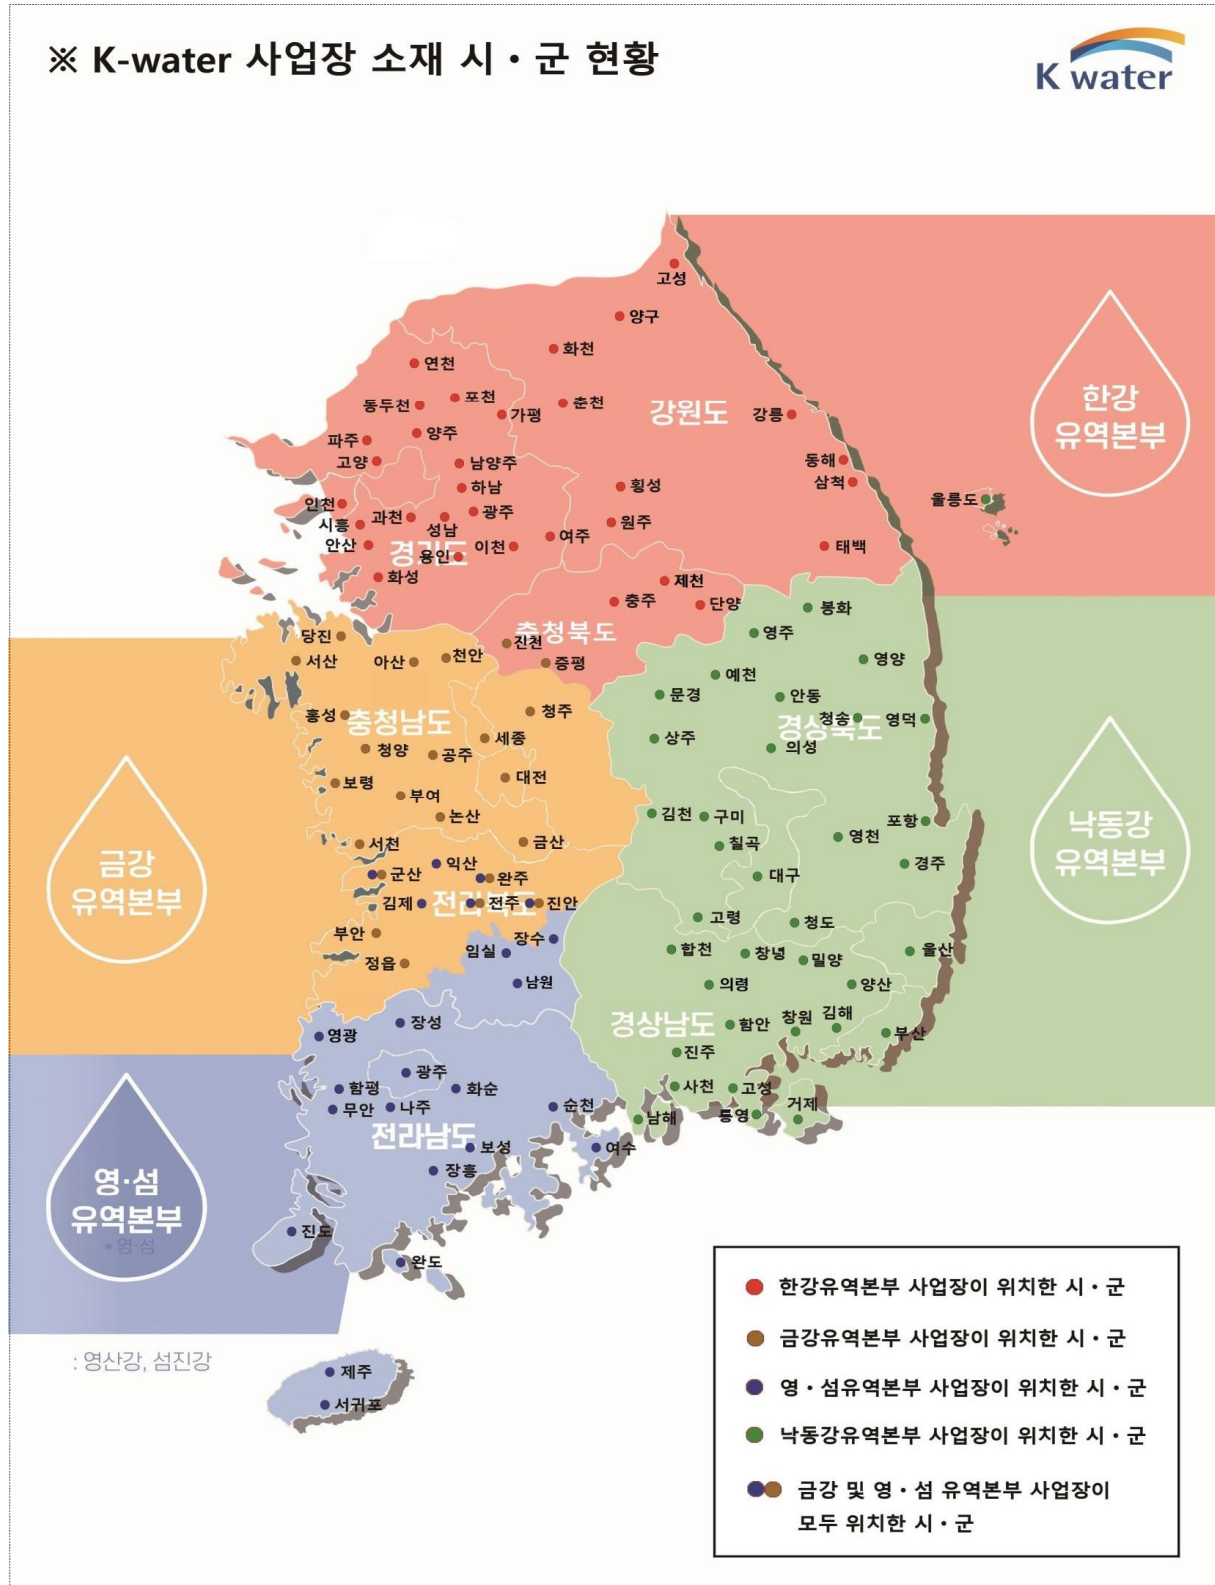 ※ K-water 사업장 소재 시・군 현황
K water
고성
양구
화천
연천
포천
동두천
춘천
가평
강원도
강릉
한강
유역본부
양주
파주
고양
남양주
동해
삼척
하남
횡성
울릉도
인천
시흥
과천
성남
광주
원주
안산
경기도
용인
이천
여주
태백
화성
제천
충주
단양
봉화
당진
진천
충청북도
영주
서산
아산
천안
증평
영양
예천
문경
안동
홍성
충청남도
청주
청송
경상북도
영덕
세종
상주
의성
청양
공주
대전
보령
부여
논산
김천
구미
포항
영천
낙동강
유역본부
서천
금산
칠곡
경주
금강
유역본부
익산
군산
완주
대구
김제
전라북도
전주
진안
고령
청도
부안
장수
임실
합천
창녕
밀양
울산
정읍
남원
의령
양산
영광
장성
경상남도
함안
창원
김해
부산
진주
광주
함평
화순
사천
고성
무안
나주
순천
남해
통영
거제
전라남도
보성
여수
장흥
영·섬
유역본부
* 영·섬
진도
완도
: 영산강, 섬진강
제주
서귀포
한강유역본부 사업장이 위치한 시・군
금강유역본부 사업장이 위치한 시・군
영・섬유역본부 사업장이 위치한 시・군
낙동강유역본부 사업장이 위치한 시・군
금강 및 영・섬 유역본부 사업장이
모두 위치한 시・군